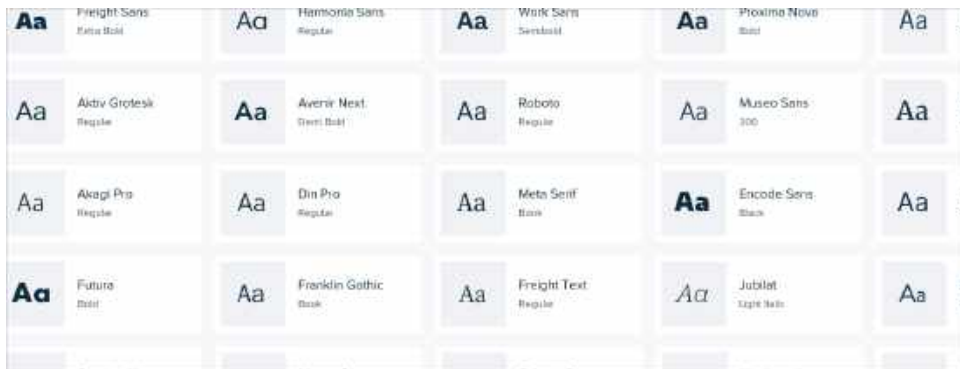 Aa Freight Sans Aa Harmonia Sans Aa Work Sans Aa Proxima Nova Aa
Extra Bold Regular Semibold Bold
Aa Aktiv Grotesk Aa Avenir Next Aa Roboto Aa Museo Sans Aa
Regular Demi Bold Regular 300
Aa Akagi Pro Aa Din Pro Aa Meta Serif Aa Encode Sans Aa
Regular Regular Book Black
Aa Futura Aa Franklin Gothic Aa Freight Text Aa Jubilat Aa
Bold Book Regular Light Italic